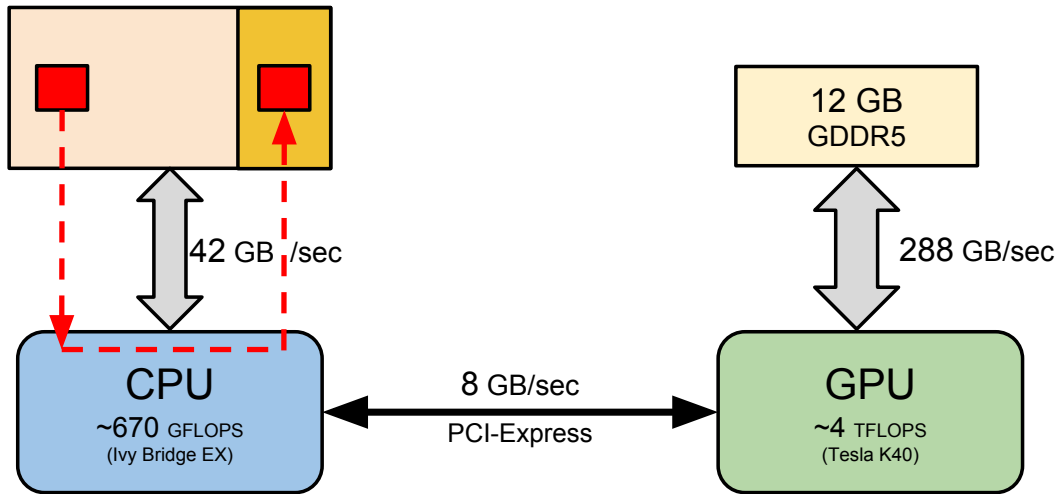 12 GB
GDDR5
42 GB /sec
288 GB/sec
CPU
~670 GFLOPS
(Ivy Bridge EX)
8 GB/sec
PCI-Express
GPU
~4 TFLOPS
(Tesla K40)